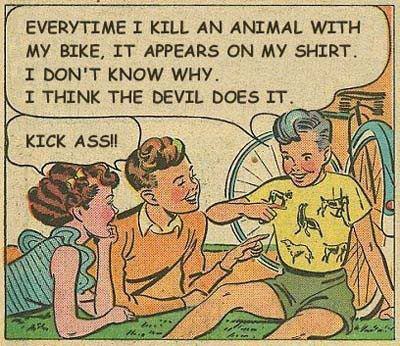 EVERYTIME I KILL AN ANIMAL WITH
MY BIKE, IT APPEARS ON MY SHIRT.
I DON'T KNOW WHY.
I THINK THE DEVIL DOES IT.
KICK ASS!!